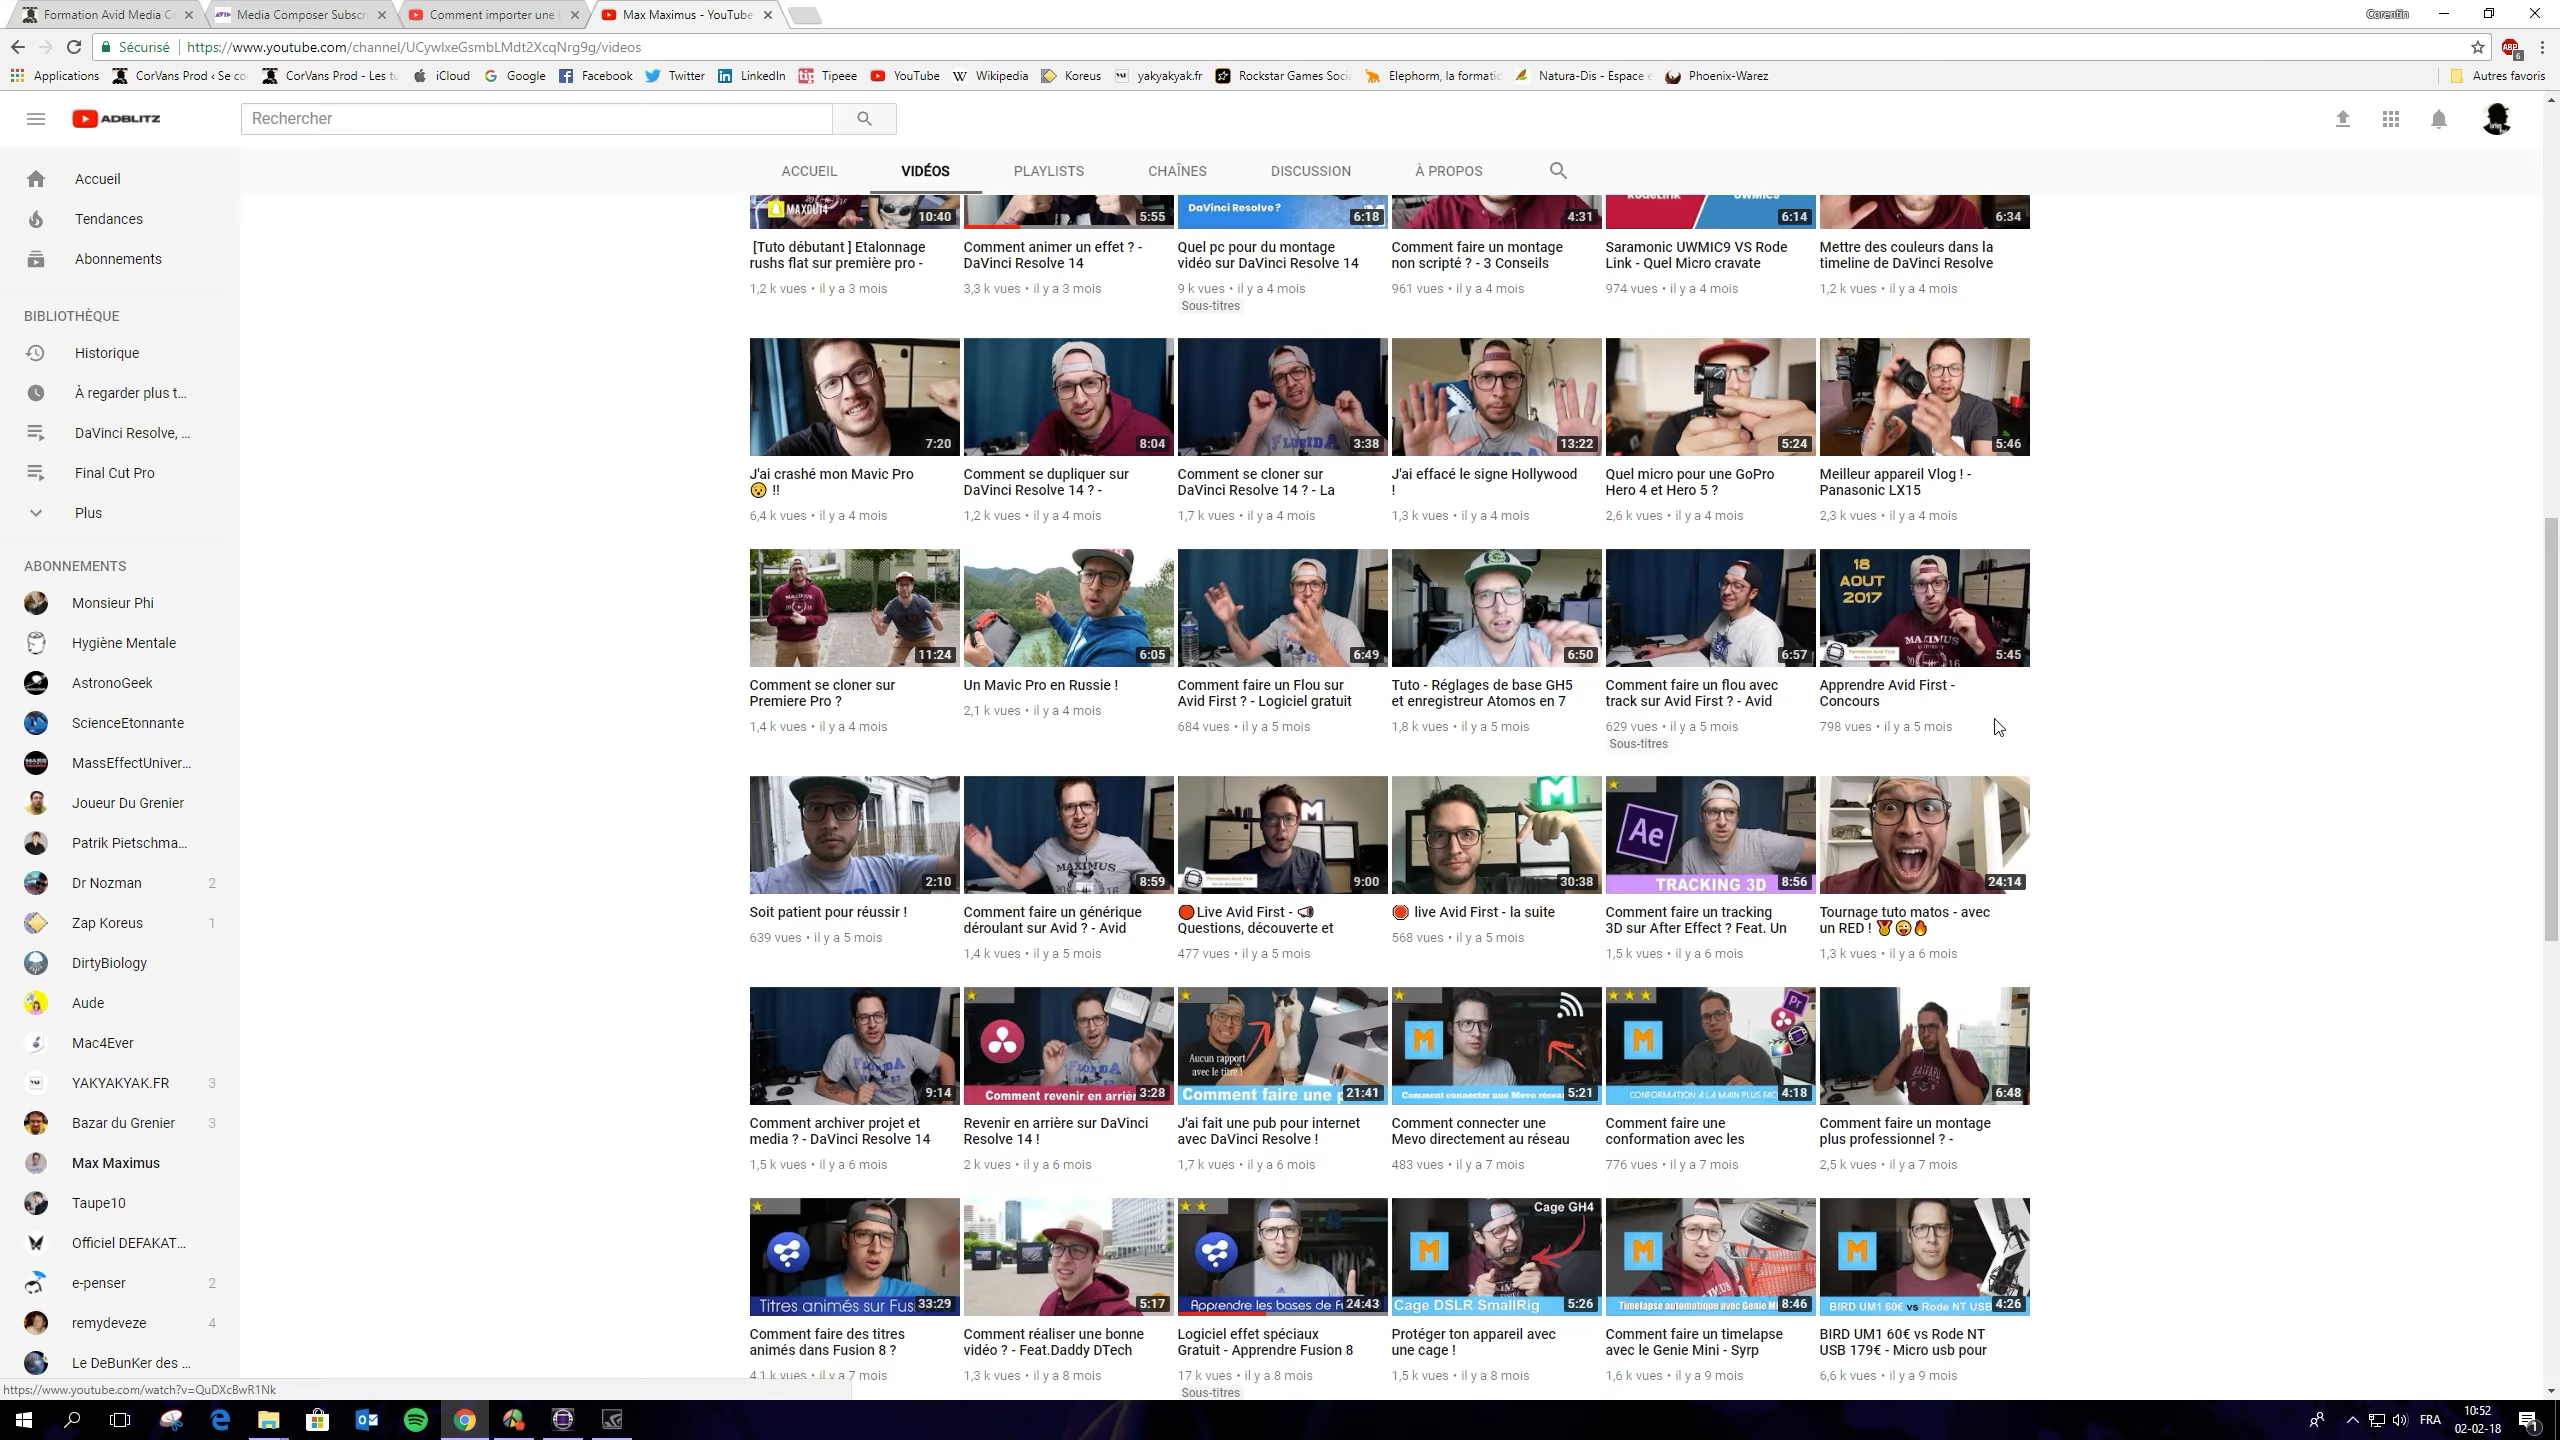 Formation Avid Media Co
Media Composer Subscr
Comment importer une
Max Maximus - YouTube
Corentin
Sécurisé
https://www.youtube.com/channel/UCywlxeGsmbLMdt2XcqNrg9g/videos
Applications
CorVans Prod ‹ Se co
CorVans Prod - Les tu
iCloud
Google
Facebook
Twitter
LinkedIn
Tipeee
YouTube
Wikipedia
Koreus
yakyakyak.fr
Rockstar Games Socia
Elephorm, la formatio
Natura-Dis - Espace
Phoenix-Warez
Autres favoris
ADBLITZ
Rechercher
ACCUEIL
VIDÉOS
PLAYLISTS
CHAÎNES
DISCUSSION
À PROPOS
Accueil
Tendances
Abonnements
BIBLIOTHÈQUE
Historique
À regarder plus t...
DaVinci Resolve, ...
Final Cut Pro
Plus
ABONNEMENTS
Monsieur Phi
Hygiène Mentale
AstronoGeek
ScienceEtonnante
MassEffectUniver...
Joueur Du Grenier
Patrik Pietschma...
Dr Nozman 2
Zap Koreus 1
DirtyBiology
Aude
Mac4Ever
YAKYAKYAK.FR 3
Bazar du Grenier 3
Max Maximus
Taupe10
Officiel DEFAKAT...
e-penser 2
remydeveze 4
Le DeBunKer des ...
MAXOU14
10:40
[Tuto débutant ] Etalonnage
rushs flat sur première pro -
1,2 k vues • il y a 3 mois
5:55
Comment animer un effet ? -
DaVinci Resolve 14
3,3 k vues • il y a 3 mois
DaVinci Resolve ?
6:18
Quel pc pour du montage
vidéo sur DaVinci Resolve 14
9 k vues • il y a 4 mois
Sous-titres
4:31
Comment faire un montage
non scripté ? - 3 Conseils
961 vues • il y a 4 mois
RodeLink
UwMic9
6:14
Saramonic UWMIC9 VS Rode
Link - Quel Micro cravate
974 vues • il y a 4 mois
6:34
Mettre des couleurs dans la
timeline de DaVinci Resolve
1,2 k vues • il y a 4 mois
7:20
J'ai crashé mon Mavic Pro
😮 !!
6,4 k vues • il y a 4 mois
8:04
Comment se dupliquer sur
DaVinci Resolve 14 ? -
1,2 k vues • il y a 4 mois
FLORIDA
3:38
Comment se cloner sur
DaVinci Resolve 14 ? - La
1,7 k vues • il y a 4 mois
13:22
J'ai effacé le signe Hollywood
!
1,3 k vues • il y a 4 mois
5:24
Quel micro pour une GoPro
Hero 4 et Hero 5 ?
2,6 k vues • il y a 4 mois
5:46
Meilleur appareil Vlog ! -
Panasonic LX15
2,3 k vues • il y a 4 mois
11:24
Comment se cloner sur
Premiere Pro ?
1,4 k vues • il y a 4 mois
6:05
Un Mavic Pro en Russie !
2,1 k vues • il y a 4 mois
6:49
Comment faire un Flou sur
Avid First ? - Logiciel gratuit
684 vues • il y a 5 mois
6:50
Tuto - Réglages de base GH5
et enregistreur Atomos en 7
1,8 k vues • il y a 5 mois
6:57
Comment faire un flou avec
track sur Avid First ? - Avid
629 vues • il y a 5 mois
Sous-titres
18
AOUT
2017
MAXIMUS
5:45
Apprendre Avid First -
Concours
798 vues • il y a 5 mois
2:10
Soit patient pour réussir !
639 vues • il y a 5 mois
MAXIMUS
8:59
Comment faire un générique
déroulant sur Avid ? - Avid
1,4 k vues • il y a 5 mois
M
9:00
🔴Live Avid First - 📢
Questions, découverte et
477 vues • il y a 5 mois
M
30:38
🔴 live Avid First - la suite
568 vues • il y a 5 mois
Ae
TRACKING 3D
8:56
Comment faire un tracking
3D sur After Effect ? Feat. Un
1,5 k vues • il y a 6 mois
24:14
Tournage tuto matos - avec
un RED ! 🏅😜🔥
1,3 k vues • il y a 6 mois
FLORIDA
9:14
Comment archiver projet et
media ? - DaVinci Resolve 14
1,5 k vues • il y a 6 mois
Ctrl
Comment revenir en arrièr
3:28
Revenir en arrière sur DaVinci
Resolve 14 !
2 k vues • il y a 6 mois
Aucun rapport
avec le titre !
Comment faire une p
21:41
J'ai fait une pub pour internet
avec DaVinci Resolve !
1,7 k vues • il y a 6 mois
M
Comment connecter une Mevo résea
5:21
Comment connecter une
Mevo directement au réseau
483 vues • il y a 7 mois
M
Pr
CONFORMATION A LA MAIN PLUS FAC
4:18
Comment faire une
conformation avec les
776 vues • il y a 7 mois
6:48
Comment faire un montage
plus professionnel ? -
2,5 k vues • il y a 7 mois
Titres animés sur Fus
33:29
Comment faire des titres
animés dans Fusion 8 ?
4,1 k vues • il y a 7 mois
5:17
Comment réaliser une bonne
vidéo ? - Feat.Daddy DTech
1,3 k vues • il y a 8 mois
Apprendre les bases de Fu
24:43
Logiciel effet spéciaux
Gratuit - Apprendre Fusion 8
17 k vues • il y a 8 mois
Sous-titres
Cage GH4
M
Cage DSLR SmallRig
5:26
Protéger ton appareil avec
une cage !
1,5 k vues • il y a 8 mois
M
Timelapse automatique avec Genie Mi
8:46
Comment faire un timelapse
avec le Genie Mini - Syrp
1,6 k vues • il y a 9 mois
M
BIRD UM1 60€ vs Rode NT USB
4:26
BIRD UM1 60€ vs Rode NT
USB 179€ - Micro usb pour
6,6 k vues • il y a 9 mois
https://www.youtube.com/watch?v=QuDXcBwR1Nk
FRA
10:52
02-02-18
1